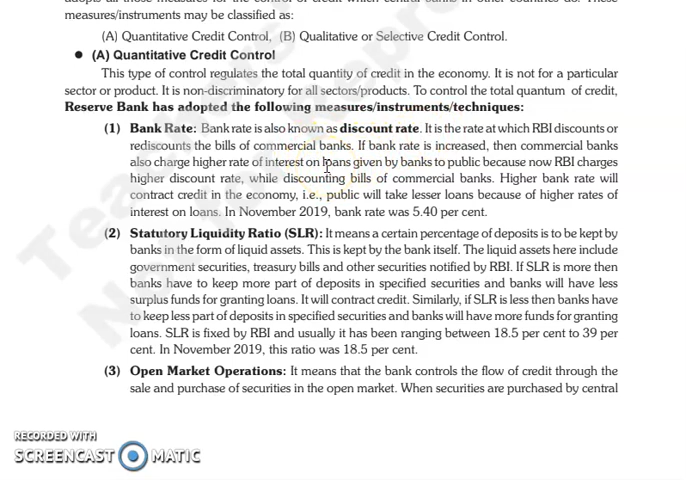 measures/instruments may be classified as:
(A) Quantitative Credit Control, (B) Qualitative or Selective Credit Control.
• (A) Quantitative Credit Control
This type of control regulates the total quantity of credit in the economy. It is not for a particular
sector or product. It is non-discriminatory for all sectors/products. To control the total quantum of credit,
Reserve Bank has adopted the following measures/instruments/techniques:
(1) Bank Rate: Bank rate is also known as discount rate. It is the rate at which RBI discounts or
rediscounts the bills of commercial banks. If bank rate is increased, then commercial banks
also charge higher rate of interest on loans given by banks to public because now RBI charges
higher discount rate, while discounting bills of commercial banks. Higher bank rate will
contract credit in the economy, i.e., public will take lesser loans because of higher rates of
interest on loans. In November 2019, bank rate was 5.40 per cent.
(2) Statutory Liquidity Ratio (SLR): It means a certain percentage of deposits is to be kept by
banks in the form of liquid assets. This is kept by the bank itself. The liquid assets here include
government securities, treasury bills and other securities notified by RBI. If SLR is more then
banks have to keep more part of deposits in specified securities and banks will have less
surplus funds for granting loans. It will contract credit. Similarly, if SLR is less then banks have
to keep less part of deposits in specified securities and banks will have more funds for granting
loans. SLR is fixed by RBI and usually it has been ranging between 18.5 per cent to 39 per
cent. In November 2019, this ratio was 18.5 per cent.
(3) Open Market Operations: It means that the bank controls the flow of credit through the
sale and purchase of securities in the open market. When securities are purchased by central
RECORDED WITH
SCREENCAST MATIC